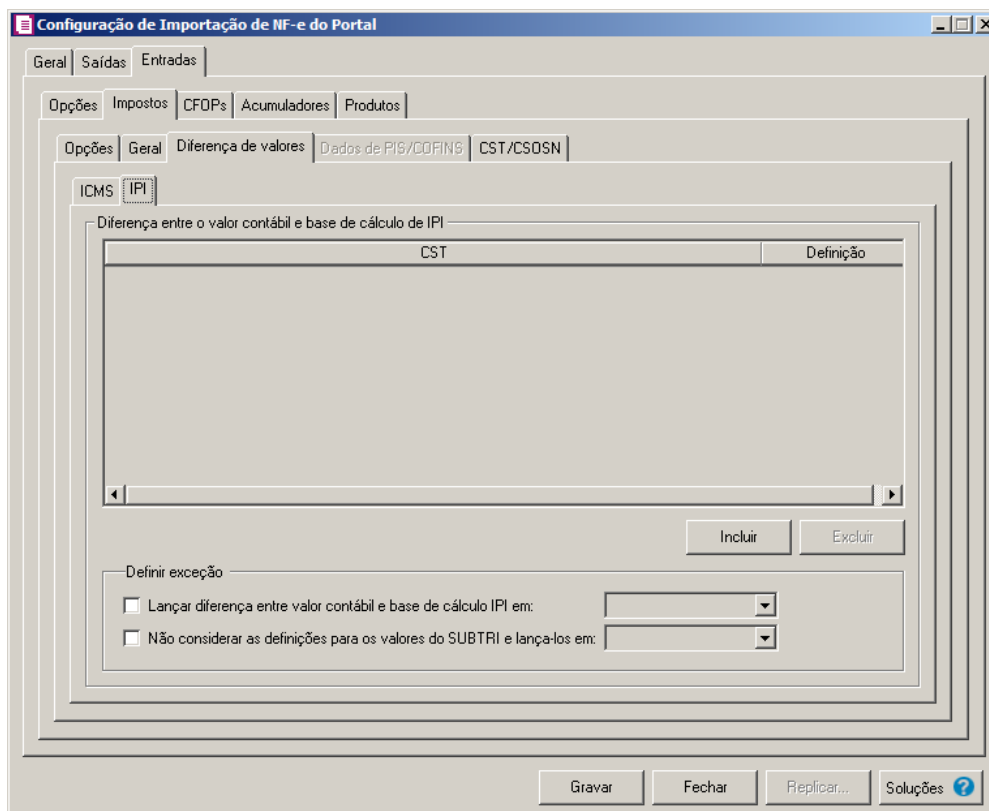 Configuração de Importação de NF-e do Portal
Geral Saídas Entradas
Opções Impostos CFOPs Acumuladores Produtos
Opções Geral Diferença de valores Dados de PIS/COFINS CST/CSOSN
ICMS IPI
Diferença entre o valor contábil e base de cálculo de IPI
CST Definição
Incluir Excluir
Definir exceção
Lançar diferença entre valor contábil e base de cálculo IPI em:
Não considerar as definições para os valores do SUBTRI e lança-los em:
Gravar Fechar Replicar... Soluções ?